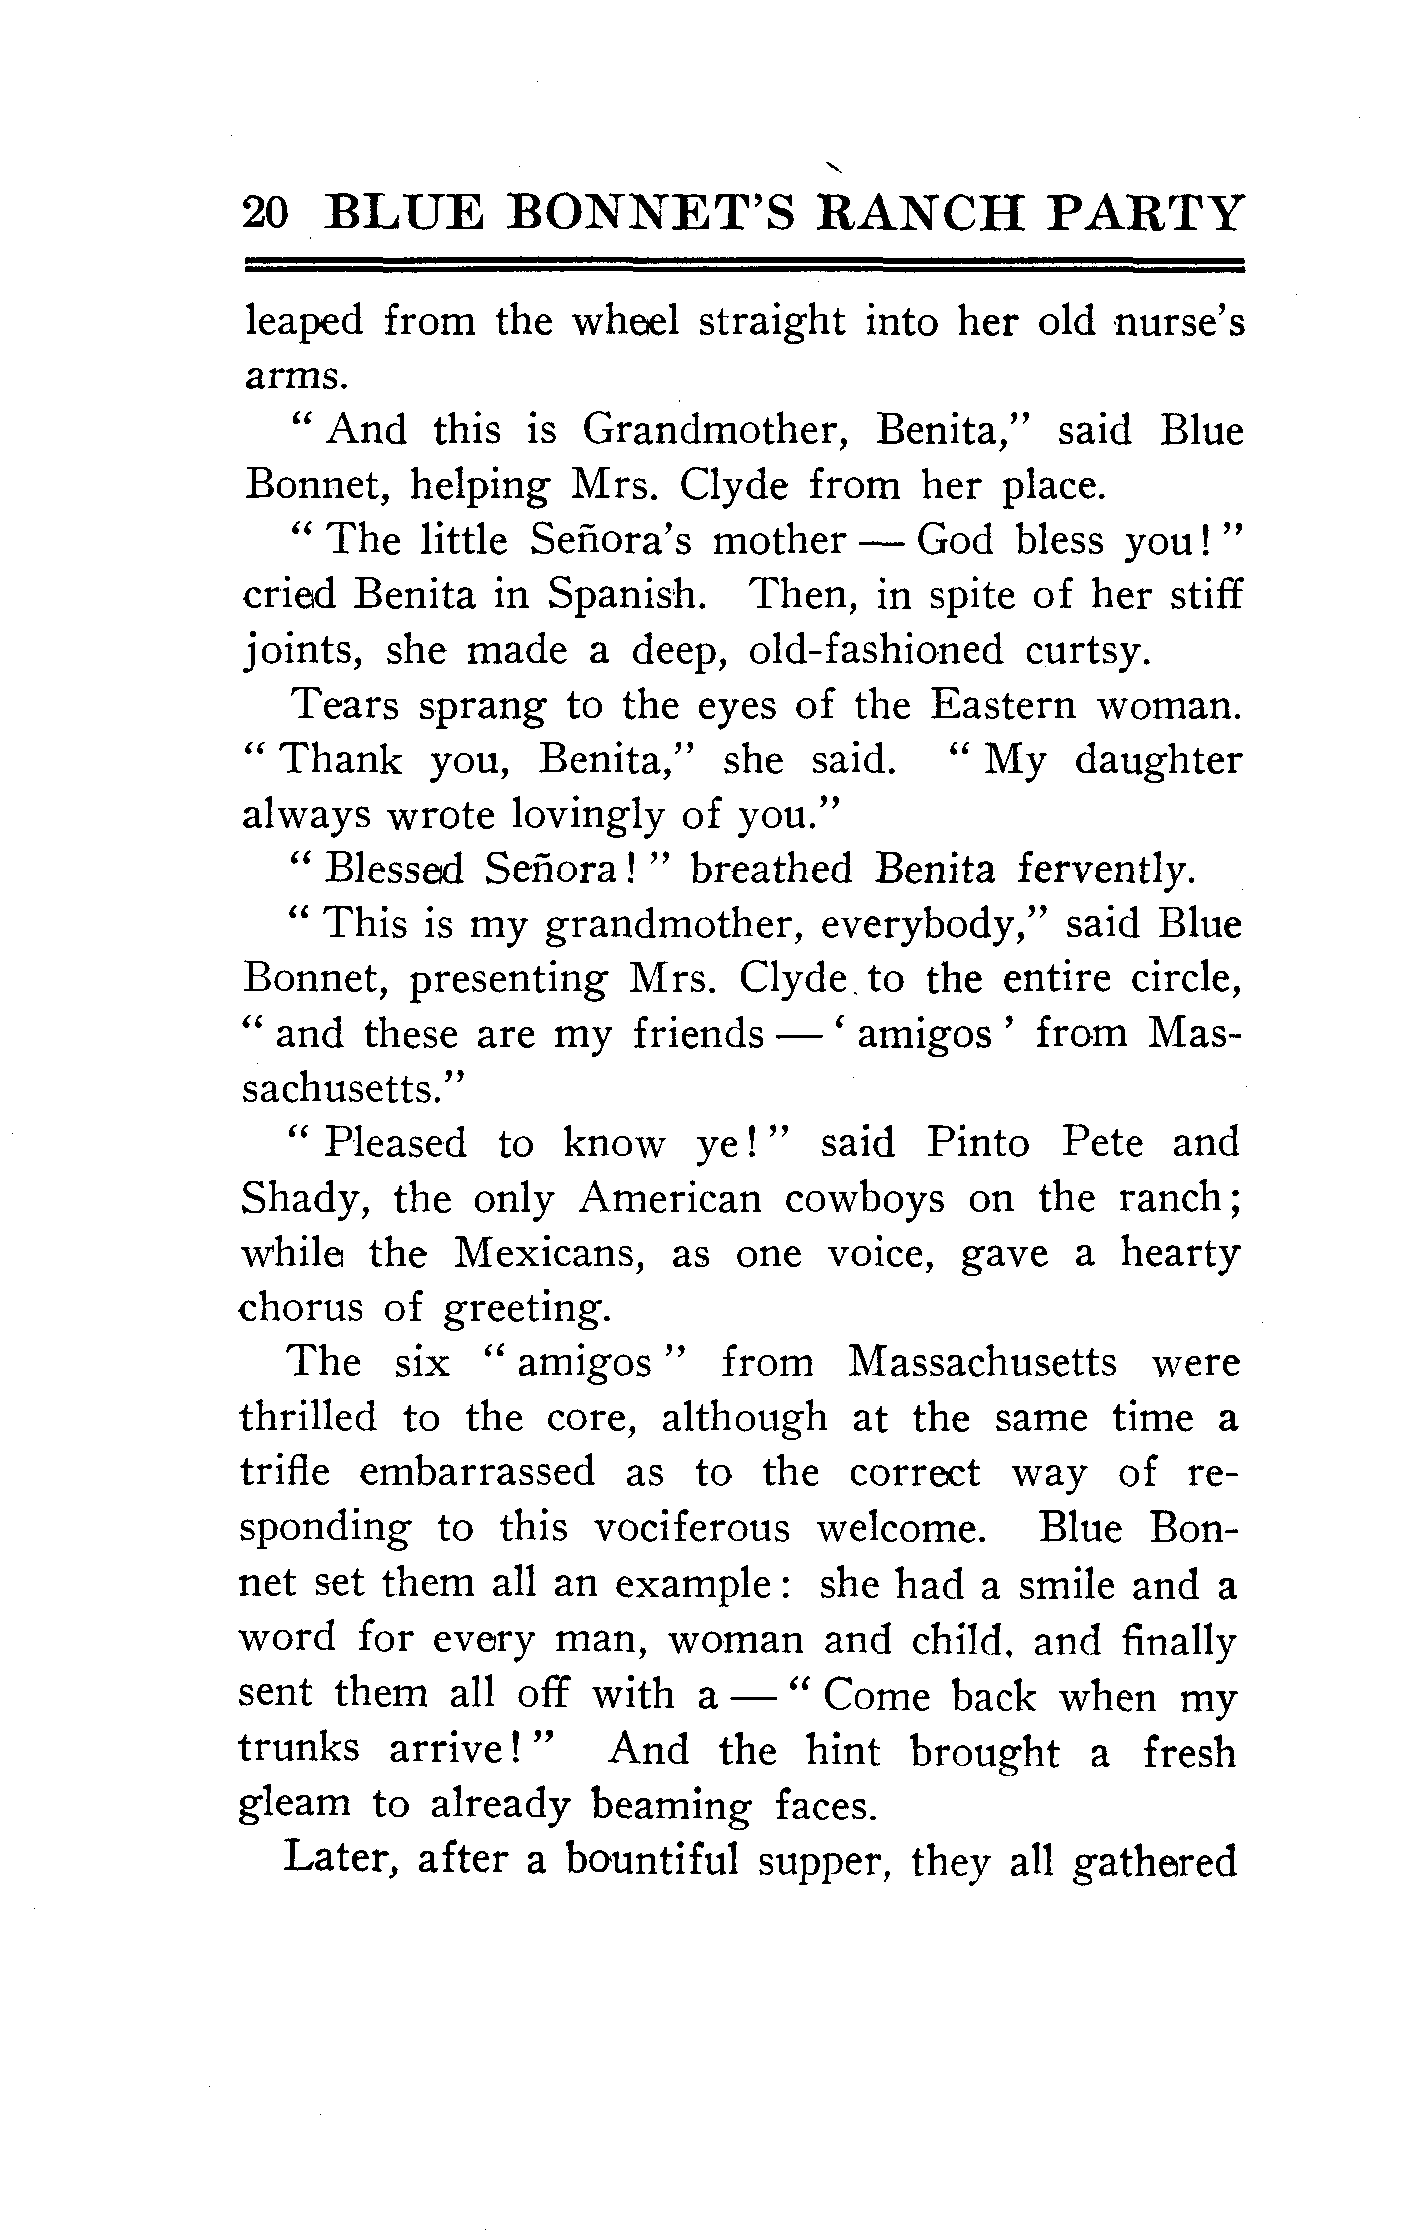 20 BLUE BONNET'S RANCH PARTY
leaped from the wheel straight into her old nurse's
arms.
" And this is Grandmother, Benita," said Blue
Bonnet, helping Mrs. Clyde from her place.
" The little Señora's mother — God bless you! "
cried Benita in Spanish. Then, in spite of her stiff
joints, she made a deep, old-fashioned curtsy.
Tears sprang to the eyes of the Eastern woman.
" Thank you, Benita," she said. " My daughter
always wrote lovingly of you."
" Blessed Señora! " breathed Benita fervently.
" This is my grandmother, everybody," said Blue
Bonnet, presenting Mrs. Clyde to the entire circle,
" and these are my friends — ' amigos ' from Mas-
sachusetts."
" Pleased to know ye! " said Pinto Pete and
Shady, the only American cowboys on the ranch;
while the Mexicans, as one voice, gave a hearty
chorus of greeting.
The six " amigos " from Massachusetts were
thrilled to the core, although at the same time a
trifle embarrassed as to the correct way of re-
sponding to this vociferous welcome. Blue Bon-
net set them all an example: she had a smile and a
word for every man, woman and child, and finally
sent them all off with a — " Come back when my
trunks arrive! " And the hint brought a fresh
gleam to already beaming faces.
Later, after a bountiful supper, they all gathered